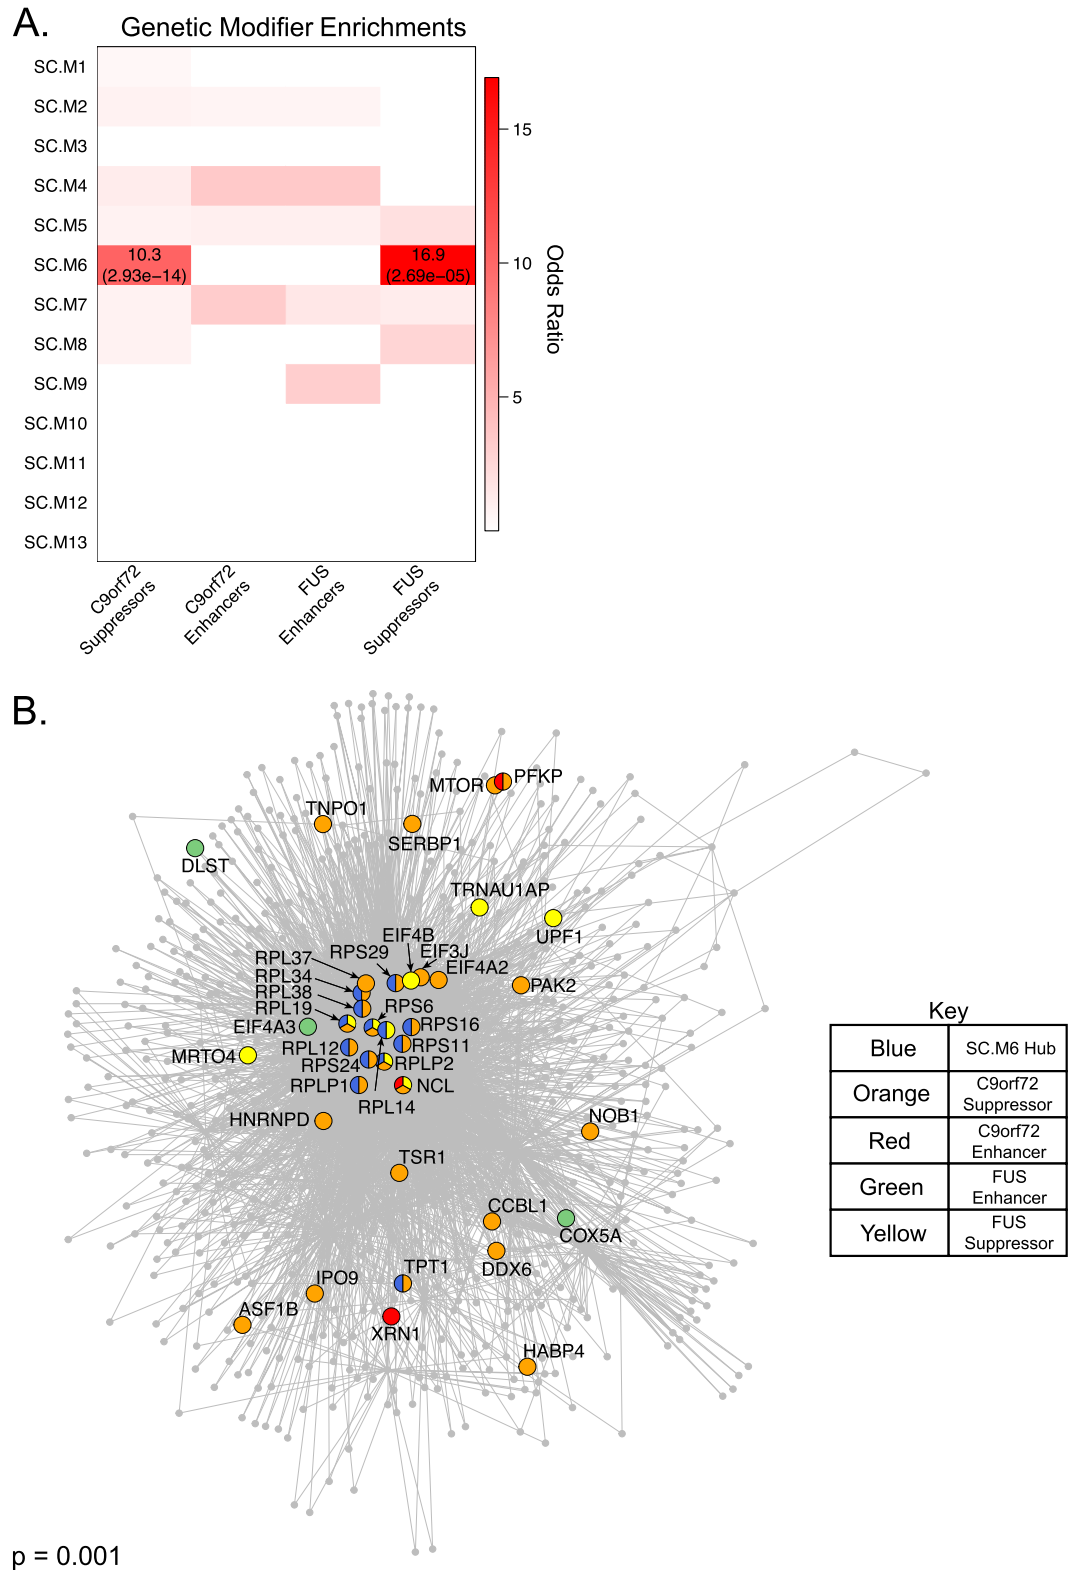 A.
Genetic Modifier Enrichments
SC.M1
SC.M2
SC.M3
SC.M4
SC.M5
SC.M6
SC.M7
SC.M8
SC.M9
SC.M10
SC.M11
SC.M12
SC.M13
10.3
(2.93e−14)
16.9
(2.69e−05)
15
10
5
Odds Ratio
C9orf72
Suppressors
C9orf72
Enhancers
FUS
Enhancers
FUS
Suppressors
B.
MTOR
PFKP
TNPO1
SERBP1
DLST
TRNAU1AP
UPF1
EIF4B
RPS29
EIF3J
RPL37
EIF4A2
RPL34
PAK2
RPL38
RPL19
RPS6
EIF4A3
RPS16
RPL12
RPS11
MRTO4
RPS24
RPLP2
RPLP1
NCL
RPL14
HNRNPD
NOB1
TSR1
CCBL1
COX5A
DDX6
TPT1
IPO9
ASF1B
XRN1
HABP4
Key
Blue
SC.M6 Hub
Orange
C9orf72
Suppressor
Red
C9orf72
Enhancer
Green
FUS
Enhancer
Yellow
FUS
Suppressor
p = 0.001